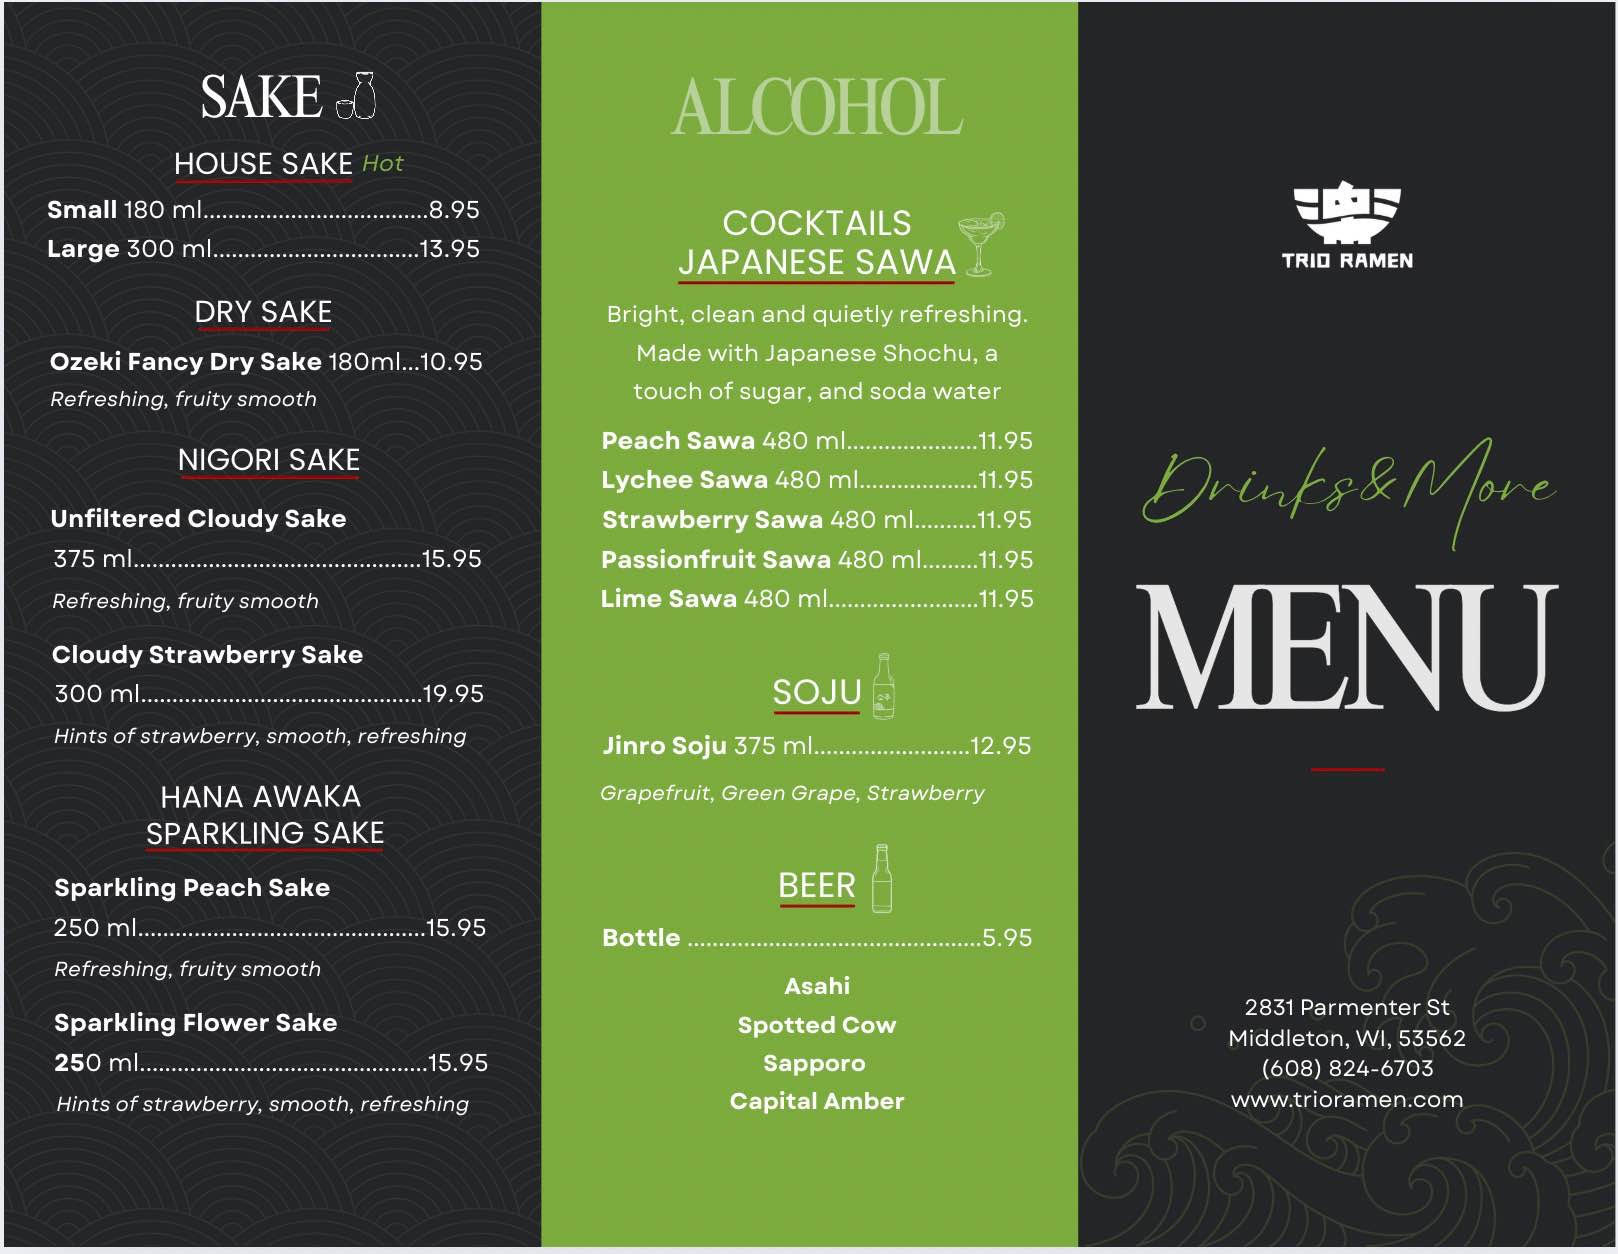 SAKE
HOUSE SAKE Hot
Small 180 ml....................................8.95
Large 300 ml.................................13.95
DRY SAKE
Ozeki Fancy Dry Sake 180ml...10.95
Refreshing, fruity smooth
NIGORI SAKE
Unfiltered Cloudy Sake
375 ml..............................................15.95
Refreshing, fruity smooth
Cloudy Strawberry Sake
300 ml.............................................19.95
Hints of strawberry, smooth, refreshing
HANA AWAKA
SPARKLING SAKE
Sparkling Peach Sake
250 ml..............................................15.95
Refreshing, fruity smooth
Sparkling Flower Sake
250 ml..............................................15.95
Hints of strawberry, smooth, refreshing
ALCOHOL
COCKTAILS
JAPANESE SAWA
Bright, clean and quietly refreshing.
Made with Japanese Shochu, a
touch of sugar, and soda water
Peach Sawa 480 ml.....................11.95
Lychee Sawa 480 ml...................11.95
Strawberry Sawa 480 ml..........11.95
Passionfruit Sawa 480 ml.........11.95
Lime Sawa 480 ml........................11.95
SOJU
Jinro Soju 375 ml.........................12.95
Grapefruit, Green Grape, Strawberry
BEER
Bottle ...............................................5.95
Asahi
Spotted Cow
Sapporo
Capital Amber
TRIO RAMEN
Drinks & More
MENU
2831 Parmenter St
Middleton, WI, 53562
(608) 824-6703
www.trioramen.com